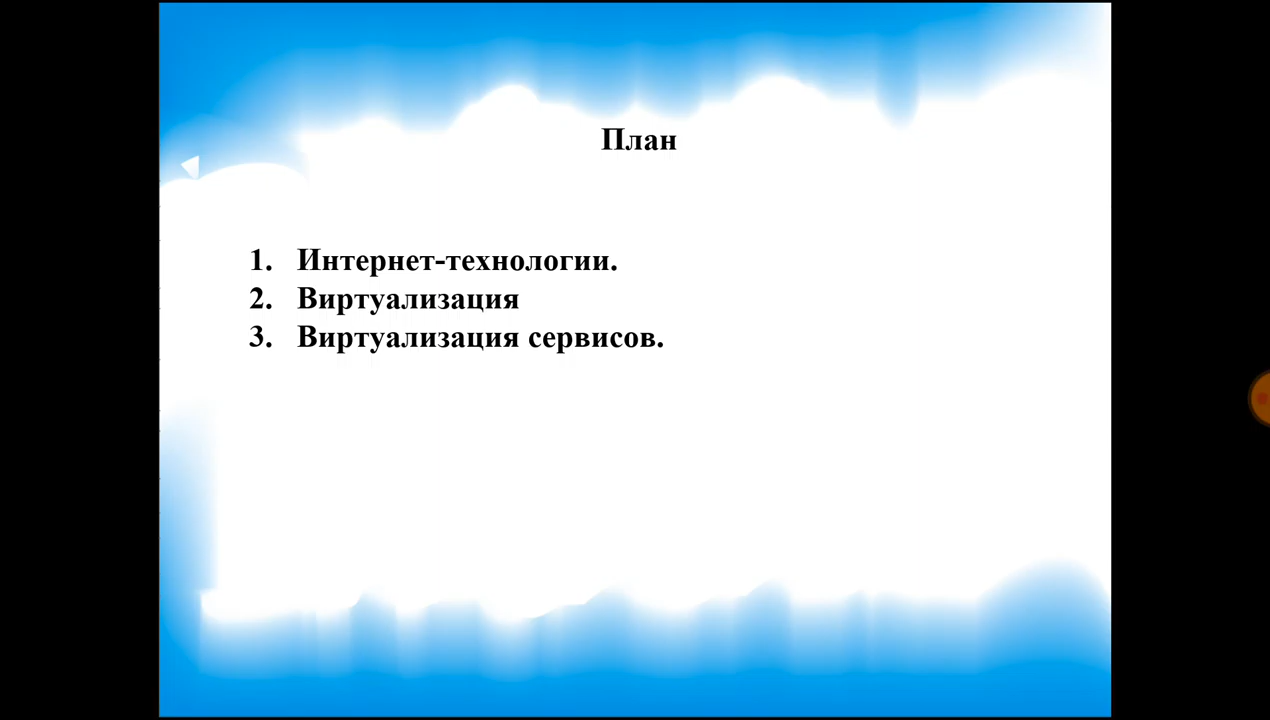 План
1. Интернет-технологии.
2. Виртуализация
3. Виртуализация сервисов.